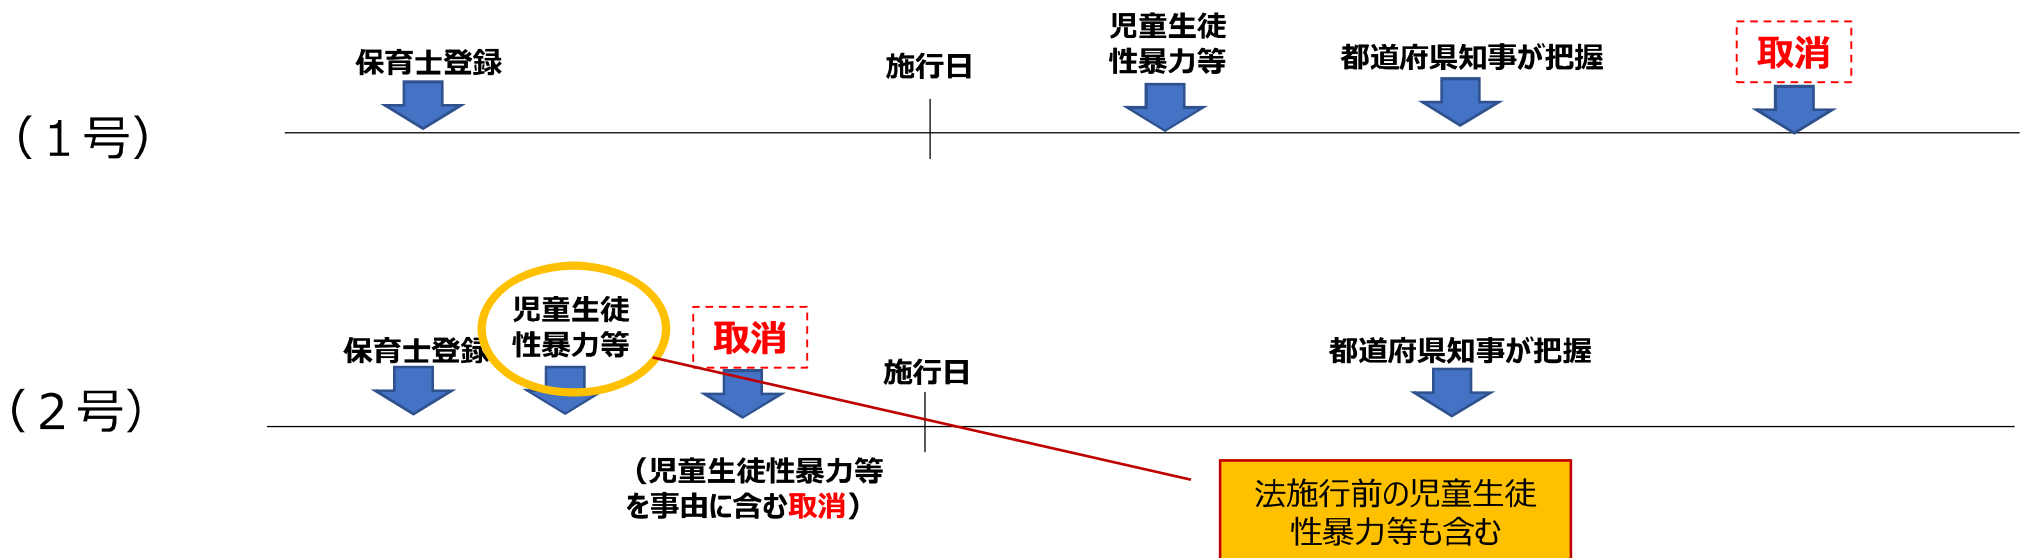 （１号）
保育士登録
施行日
児童生徒
性暴力等
都道府県知事が把握
取消
（２号）
保育士登録
児童生徒
性暴力等
取消
（児童生徒性暴力等
を事由に含む取消）
施行日
都道府県知事が把握
法施行前の児童生徒
性暴力等も含む